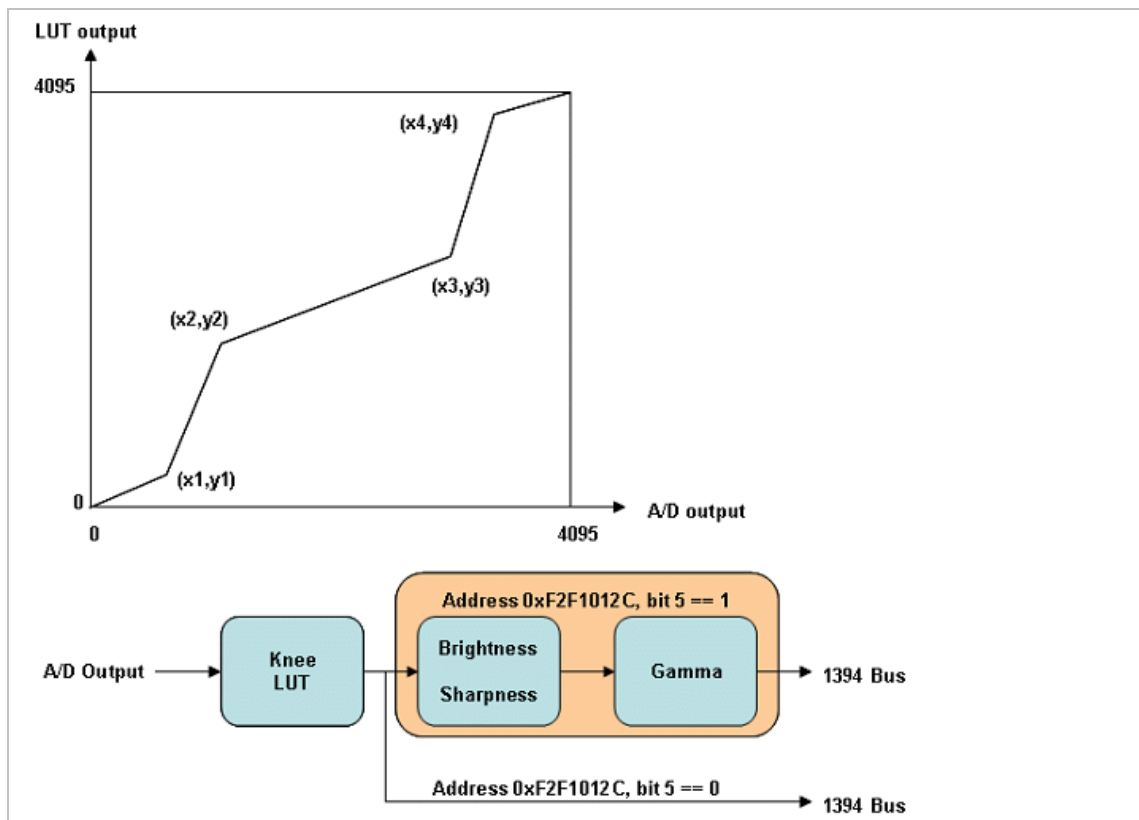 LUT output
4095
(x4,y4)
(x3,y3)
(x2,y2)
(x1,y1)
0
A/D output
0
4095
Address 0xF2F1012C, bit 5 == 1
A/D Output
Knee
LUT
Brightness
Sharpness
Gamma
1394 Bus
Address 0xF2F1012C, bit 5 == 0
1394 Bus